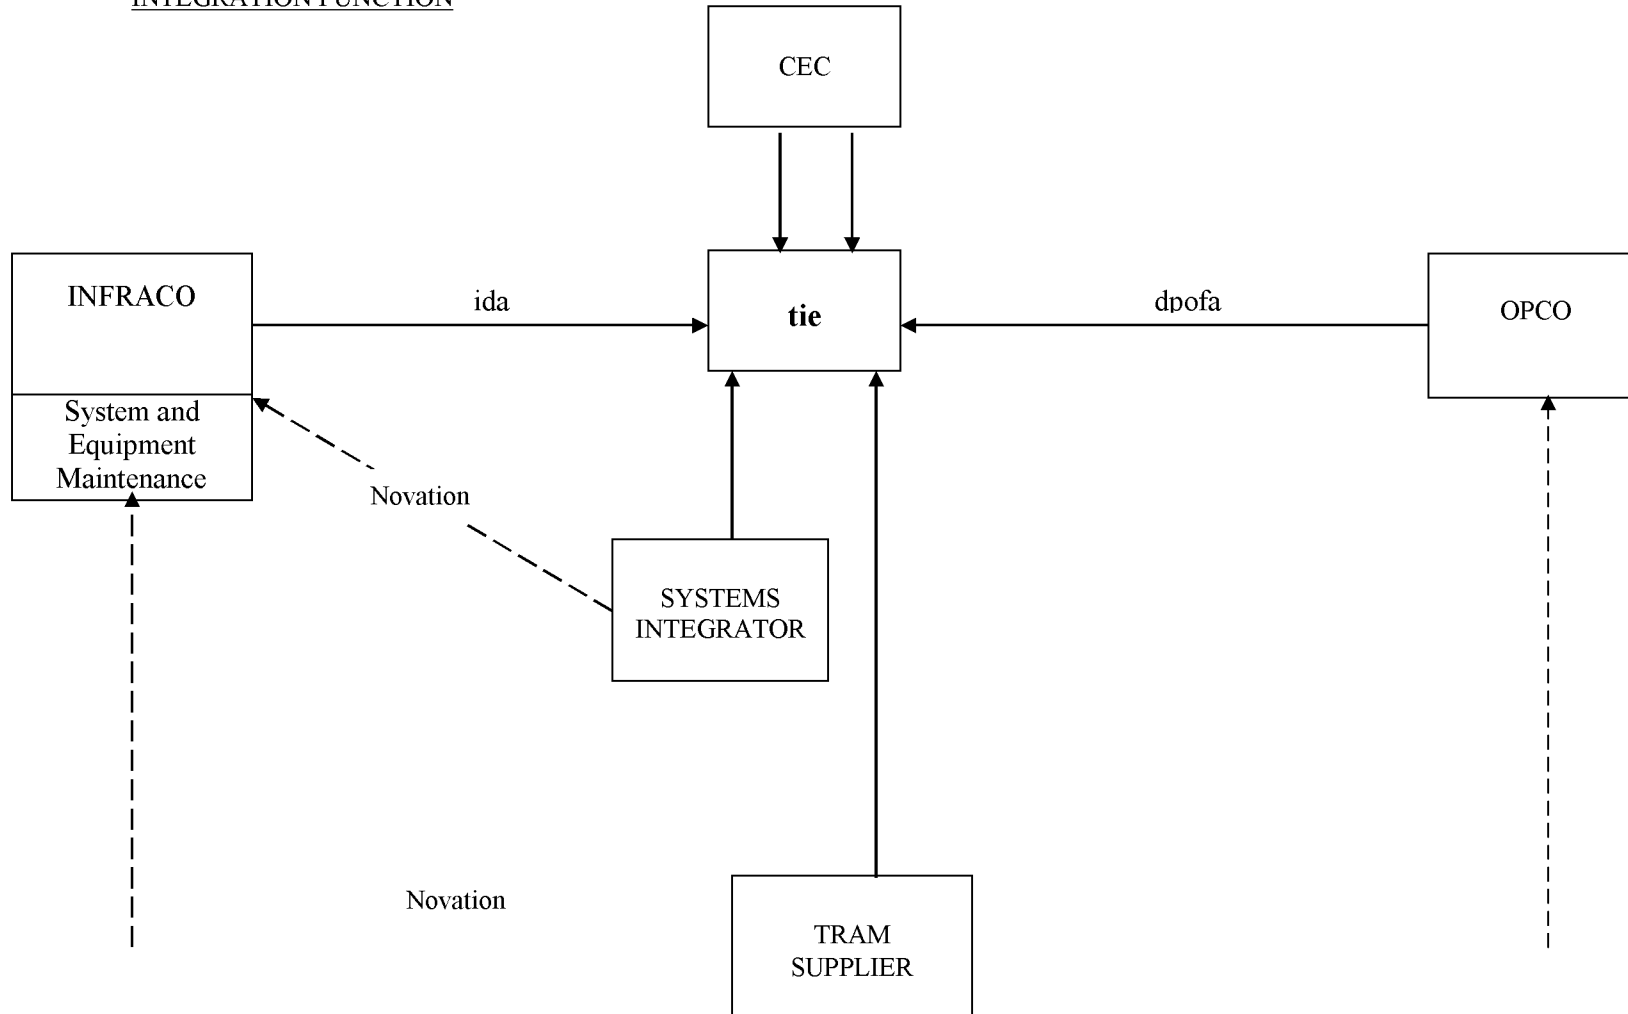 INTEGRATION FUNCTION
CEC
INFRACO
ida
tie
dpofa
OPCO
System and
Equipment
Maintenance
Novation
SYSTEMS
INTEGRATOR
Novation
TRAM
SUPPLIER